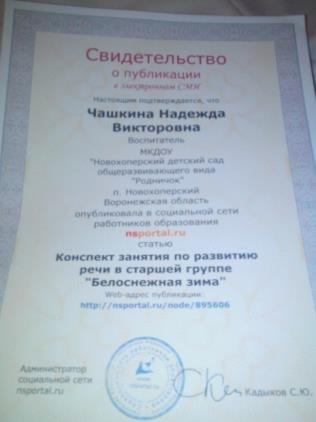 Свидетельство
о публикации
в электронном СМИ
Настоящим подтверждается, что
Чашкина Надежда
Викторовна
Воспитатель
МКДОУ
"Новохоперский детский сад
общеразвивающего вида
"Родничок"
п. Новохоперский
Воронежская область
опубликовала в социальной сети
работников образования
nsportal.ru
статью
Конспект занятия по развитию
речи в старшей группе
"Белоснежная зима"
Web-адрес публикации:
http://nsportal.ru/node/895606
Администратор
социальной сети
nsportal.ru
Кадыков С.Ю.